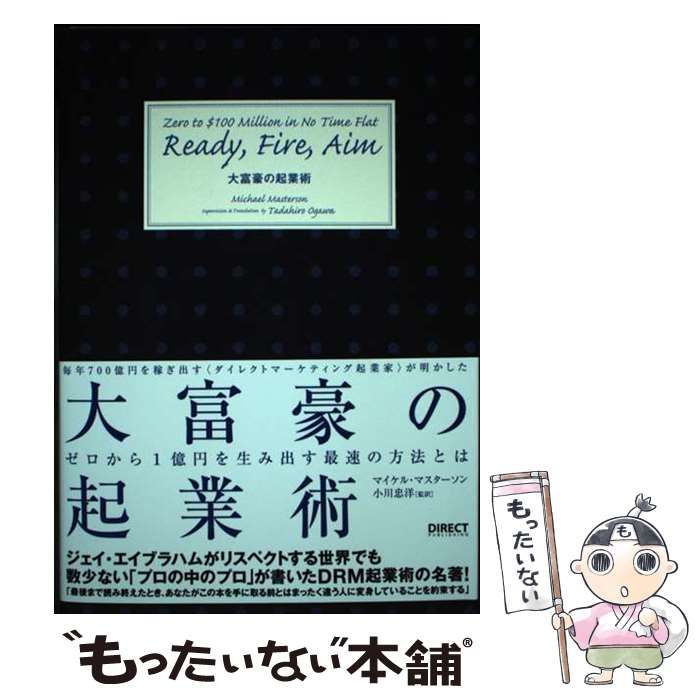 Zero to $100 Million in No Time Flat
Ready, Fire, Aim
大富豪の起業術
Michael Masterson
Supervision & Translation by Tadahiro Ogawa
毎年700億円を稼ぎ出す〈ダイレクトマーケティング起業家〉が明かした
大富豪の
ゼロから1億円を生み出す最速の方法とは
起業術
マイケル・マスターソン
小川忠洋[監訳]
DIRECT
PUBLISHING
ジェイ・エイブラハムがリスペクトする世界でも
数少ない「プロの中のプロ」が書いたDRM起業術の名著!
「最後まで読み終えたとき、あなたがこの本を手に取る前とはまったく違う人に変身していることを約束する」
もったいない
“もったいない本舗®